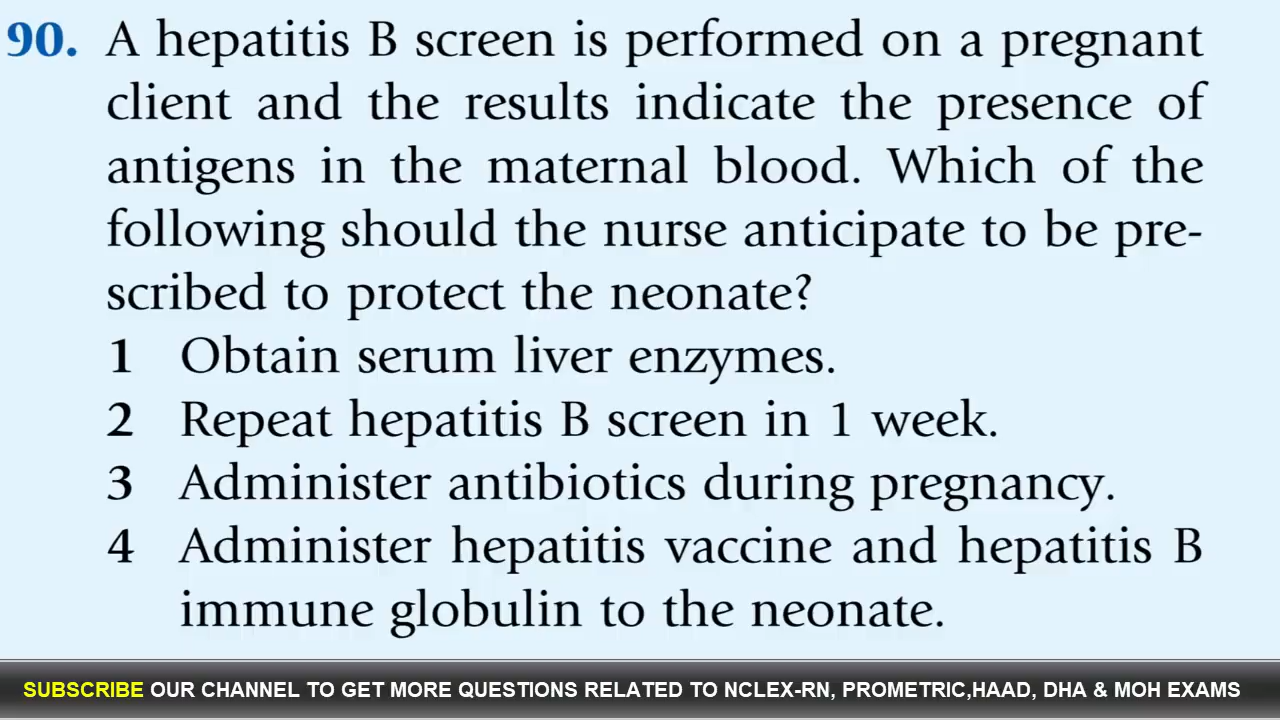 90. A hepatitis B screen is performed on a pregnant
client and the results indicate the presence of
antigens in the maternal blood. Which of the
following should the nurse anticipate to be pre-
scribed to protect the neonate?
1 Obtain serum liver enzymes.
2 Repeat hepatitis B screen in 1 week.
3 Administer antibiotics during pregnancy.
4 Administer hepatitis vaccine and hepatitis B
immune globulin to the neonate.
SUBSCRIBE OUR CHANNEL TO GET MORE QUESTIONS RELATED TO NCLEX-RN, PROMETRIC,HAAD, DHA & MOH EXAMS